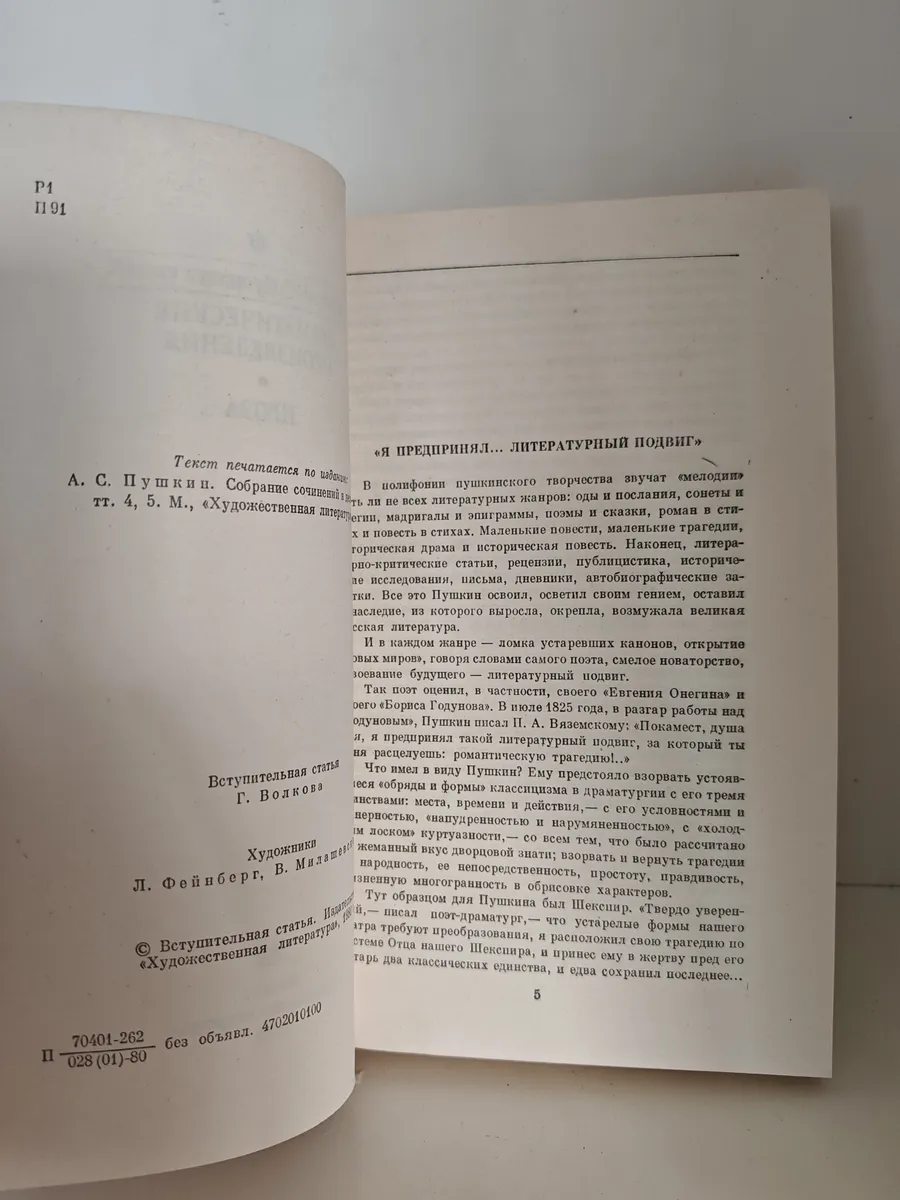 Р1
П 91
Текст печатается по изданию:
А. С. Пушкин. Собрание сочинений в
тт. 4, 5. М., «Художественная
Вступительная статья
Г. Волкова
Художники
Л. Фейнберг, В.
© Вступительная статья.
«Художественная литература»,
П 70401-262 без объявл. 4702010100
028(01)-80
«Я ПРЕДПРИНЯЛ... ЛИТЕРАТУРНЫЙ ПОДВИГ»
В полифонии пушкинского творчества звучат «мелодии»
ть ли не всех литературных жанров: оды и послания, сонеты и
егии, мадригалы и эпиграммы, поэмы и сказки, роман в сти-
х и повесть в стихах. Маленькие повести, маленькие трагедии,
торическая драма и историческая повесть. Наконец, литера-
рно-критические статьи, рецензии, публицистика, историче-
ие исследования, письма, дневники, автобиографические за-
тки. Все это Пушкин освоил, осветил своим гением, оставил
наследие, из которого выросла, окрепла, возмужала великая
сская литература.
И в каждом жанре — ломка устаревших канонов, открытие
овых миров», говоря словами самого поэта, смелое новаторство,
воевание будущего — литературный подвиг.
Так поэт оценил, в частности, своего «Евгения Онегина» и
оего «Бориса Годунова». В июле 1825 года, в разгар работы над
одуновым», Пушкин писал П. А. Вяземскому: «Покамест, душа
я, я предпринял такой литературный подвиг, за который ты
ня расцелуешь: романтическую трагедию!..»
Что имел в виду Пушкин? Ему предстояло взорвать устояв-
иеся «обряды и формы» классицизма в драматургии с его тремя
инствами: места, времени и действия,— с его условностями и
нерностью, «напудренностью и нарумяненностью», с «холод-
ым лоском» куртуазности,— со всем тем, что было рассчитано
жеманный вкус дворцовой знати; взорвать и вернуть трагедии
народность, ее непосредственность, простоту, правдивость,
изненную многогранность в обрисовке характеров.
Тут образцом для Пушкина был Шекспир. «Твердо уверен-
ый,— писал поэт-драматург,— что устарелые формы нашего
атра требуют преобразования, я расположил свою трагедию по
стеме Отца нашего Шекспира, и принес ему в жертву пред его
тарь два классических единства, и едва сохранил последнее...
5